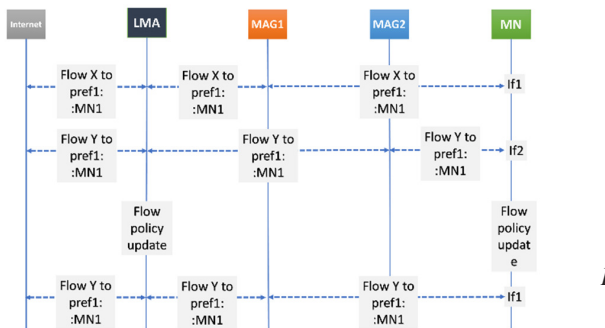 Internet
LMA
MAG1
MAG2
MN
Flow X to
pref1:
:MN1
Flow X to
pref1:
:MN1
Flow X to
pref1:
:MN1
If1
Flow Y to
pref1:
:MN1
Flow Y to
pref1:
:MN1
Flow Y to
pref1:
:MN1
If2
Flow
policy
update
Flow
policy
updat
e
Flow Y to
pref1:
:MN1
Flow Y to
pref1:
:MN1
Flow Y to
pref1:
:MN1
If1